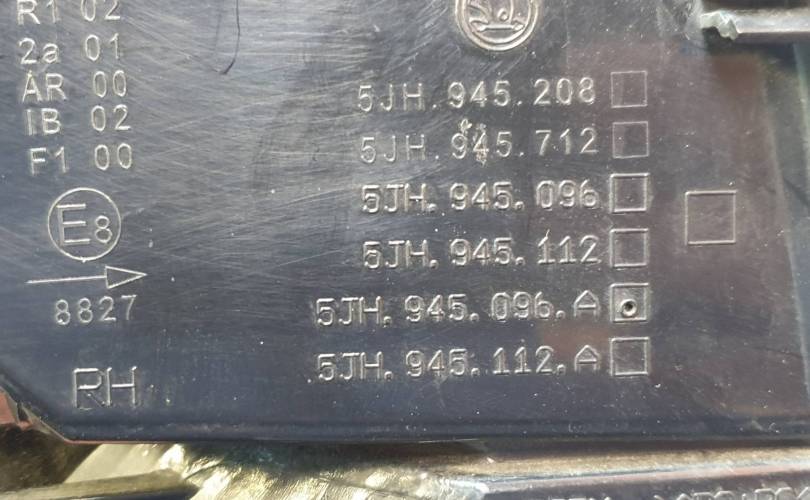 R1 02
2a 01
AR 00
IB 02
F1 00
E8
8827
RH
5JH.945.208
5JH.945.712
5JH.945.096
5JH.945.112
5JH.945.096.A
5JH.945.112.A